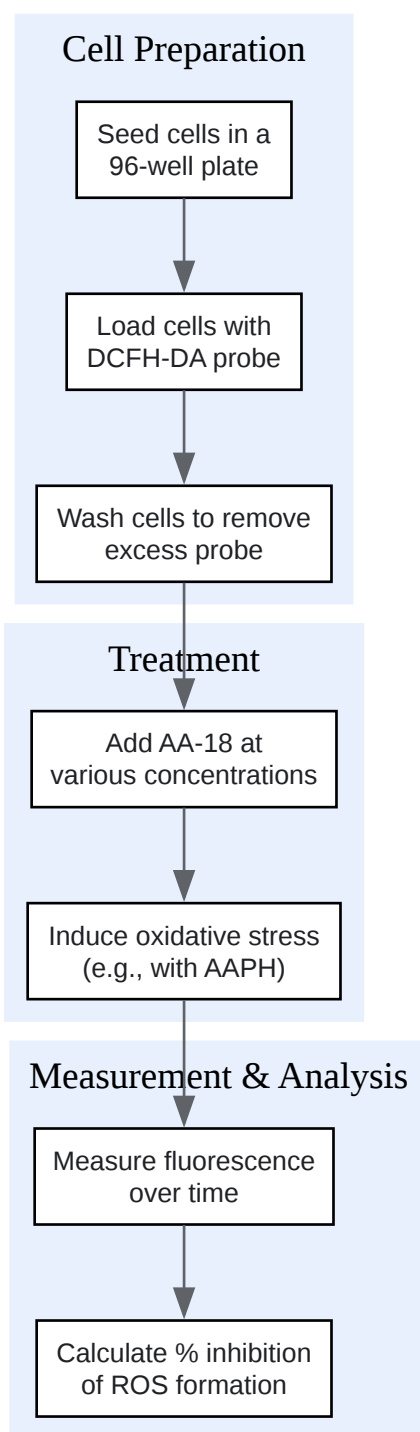 Cell Preparation
Seed cells in a
96-well plate
Load cells with
DCFH-DA probe
Wash cells to remove
excess probe
Treatment
Add AA-18 at
various concentrations
Induce oxidative stress
(e.g., with AAPH)
Measurement & Analysis
Measure fluorescence
over time
Calculate % inhibition
of ROS formation